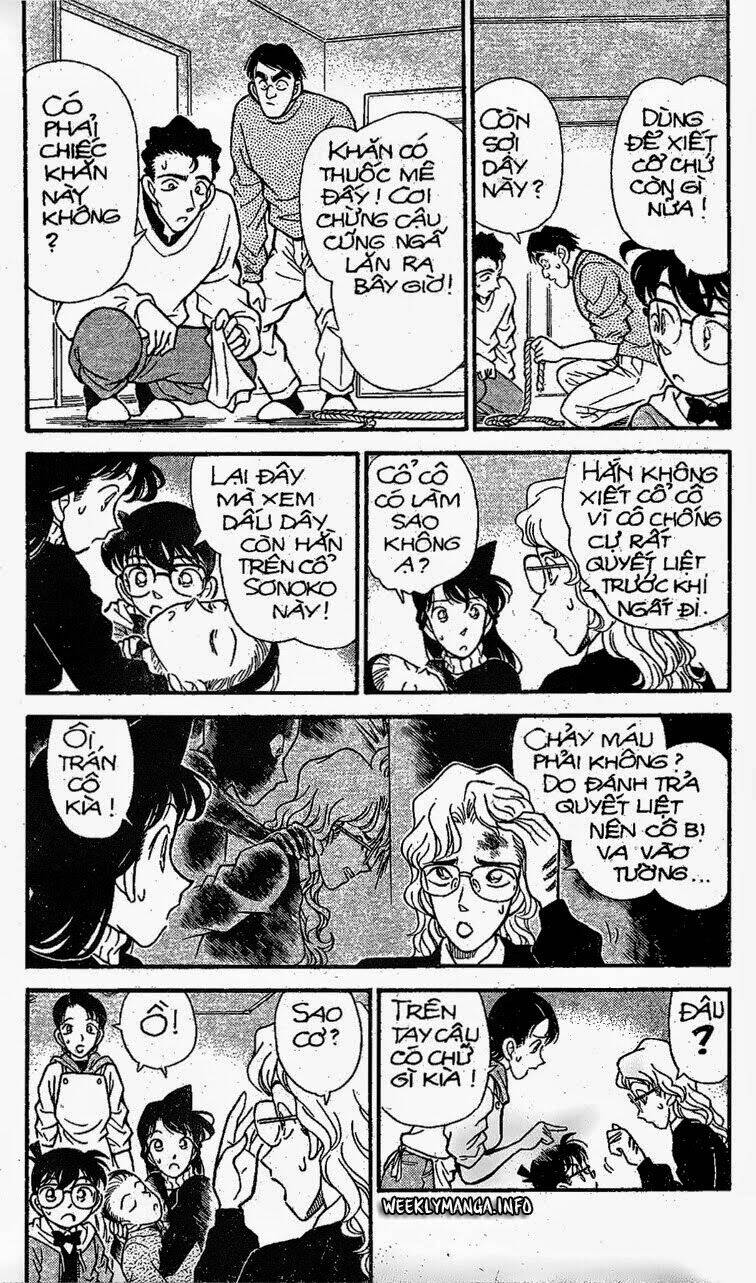 CÓ
PHẢI
CHIẾC
KHĂN
NÀY
KHÔNG
?
KHĂN CÓ
THUỐC MÊ
ĐẤY! COI
CHỪNG CẬU
CŨNG NGÃ
LĂN RA
BÂY GIỜ!
CÒN
SỢI
DÂY
NÀY?
DÙNG
ĐỂ XIẾT
CỔ CHỨ
CÒN GÌ
NỮA!
LẠI ĐÂY
MÀ XEM
DẤU DÂY
CÒN HẰN
TRÊN CỔ
SONOKO
NÀY!
CỔ CÔ
CÓ LÀM
SAO
KHÔNG
Ạ?
HẮN KHÔNG
XIẾT CỔ CÔ
VÌ CÔ CHỐNG
CỰ RẤT
QUYẾT LIỆT
TRƯỚC KHI
NGẤT ĐI.
ÔI,
TRÁN
CÔ
KÌA!
CHẢY MÁU
PHẢI KHÔNG?
DO ĐÁNH TRẢ
QUYẾT LIỆT
NÊN CÔ BỊ
VA VÀO
TƯỜNG...
Ồ!
SAO
CƠ?
TRÊN
TAY CẬU
CÓ CHỮ
GÌ KÌA!
ĐÂU
?
WEEKLYMANGA.INFO